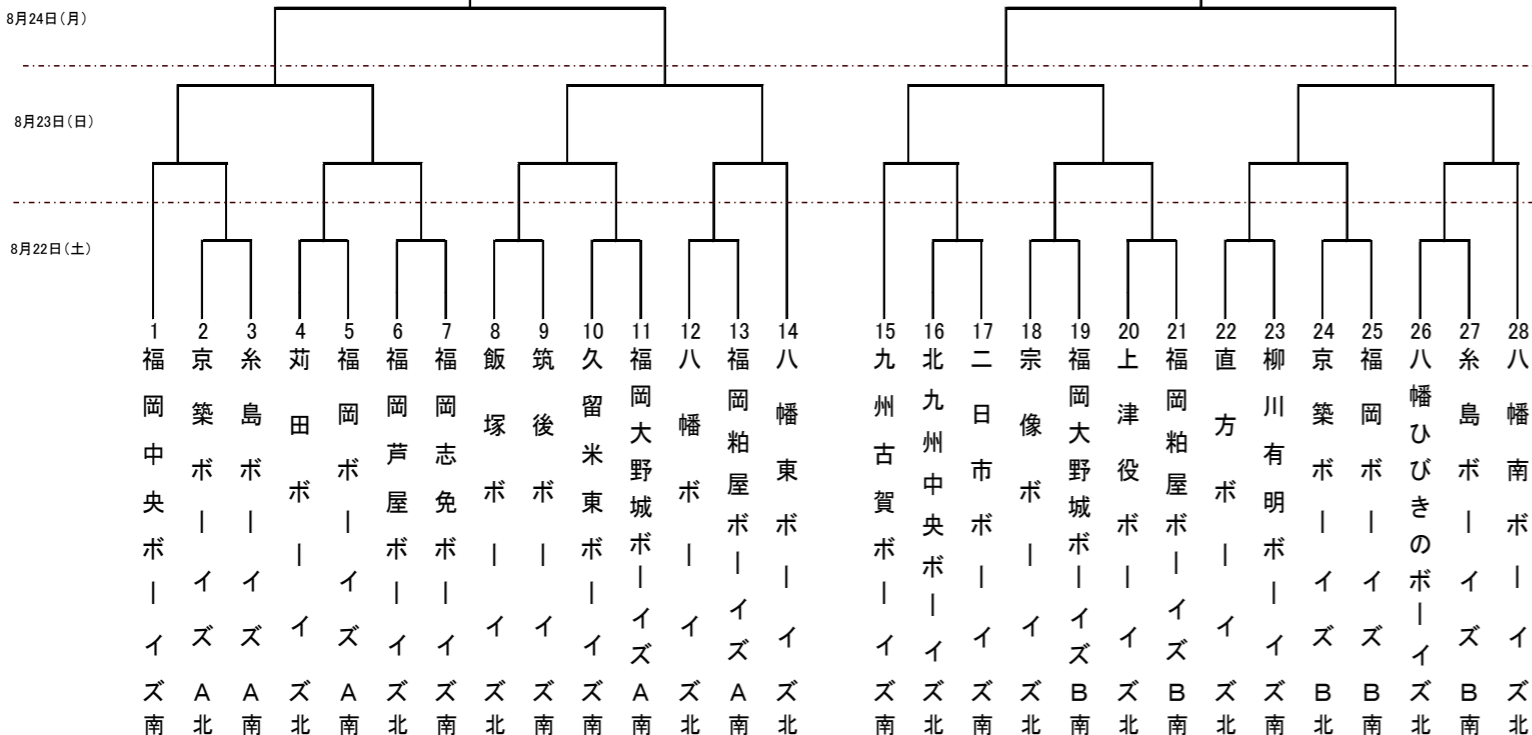 8月24日(月)
8月23日(日)
8月22日(土)
1 福岡中央ボーイズ 南
2 京築ボーイズA 北
3 糸島ボーイズA 南
4 苅田ボーイズ 北
5 福岡ボーイズA 南
6 福岡芦屋ボーイズ 北
7 福岡志免ボーイズ 南
8 飯塚ボーイズ 北
9 筑後ボーイズ 南
10 久留米東ボーイズ 南
11 福岡大野城ボーイズA 南
12 八幡ボーイズ 北
13 福岡粕屋ボーイズA 南
14 八幡東ボーイズ 北
15 九州古賀ボーイズ 南
16 北九州中央ボーイズ 北
17 二日市ボーイズ 南
18 宗像ボーイズ 北
19 福岡大野城ボーイズB 南
20 上津役ボーイズ 北
21 福岡粕屋ボーイズB 南
22 直方ボーイズ 北
23 柳川有明ボーイズ 南
24 京築ボーイズB 北
25 福岡ボーイズB 南
26 八幡ひびきのボーイズ 北
27 糸島ボーイズB 南
28 八幡南ボーイズ 北